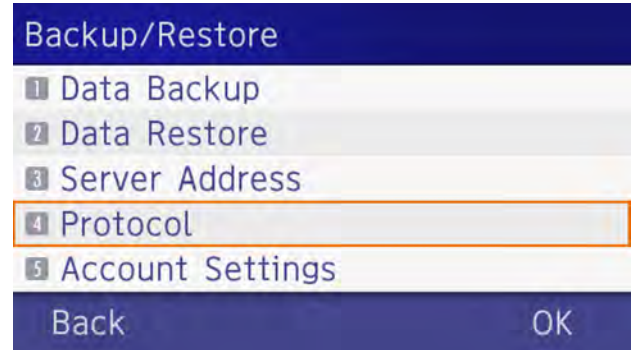 Backup/Restore
1 Data Backup
2 Data Restore
3 Server Address
4 Protocol
5 Account Settings
Back OK